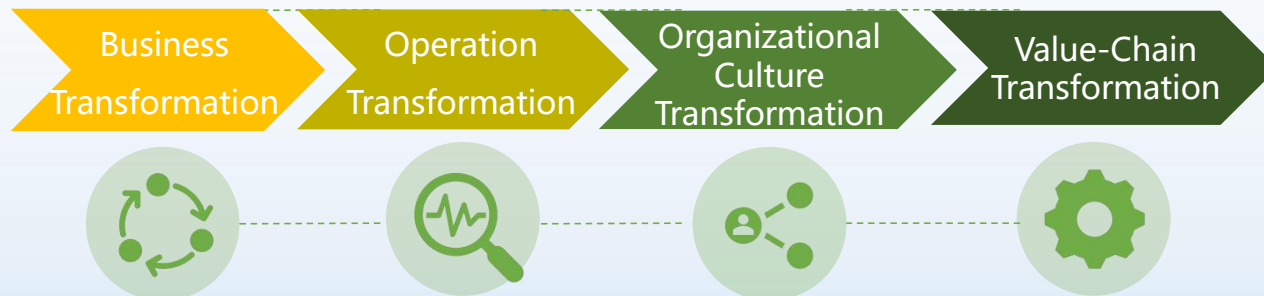 Business
Transformation
Operation
Transformation
Organizational
Culture
Transformation
Value-Chain
Transformation